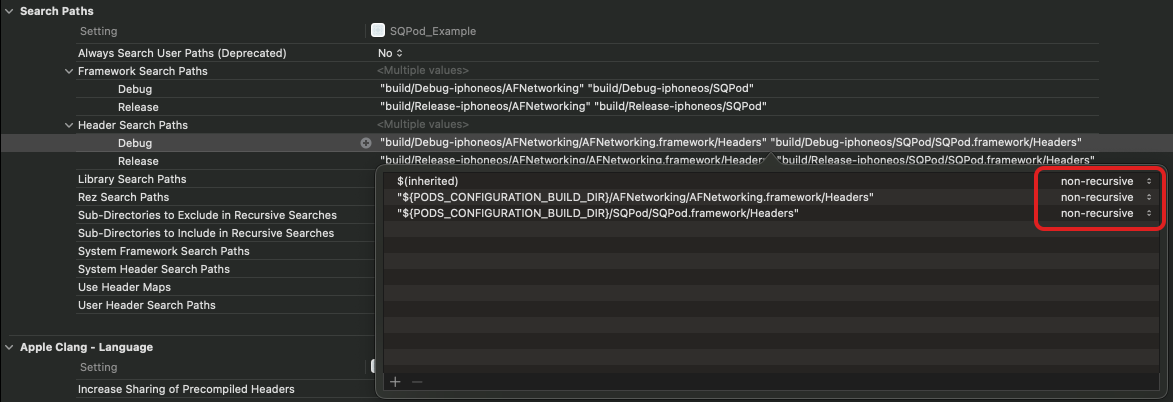 Search Paths
Setting SQPod_Example
Always Search User Paths (Deprecated) No
Framework Search Paths <Multiple values>
Debug "build/Debug-iphoneos/AFNetworking" "build/Debug-iphoneos/SQPod"
Release "build/Release-iphoneos/AFNetworking" "build/Release-iphoneos/SQPod"
Header Search Paths <Multiple values>
Debug "build/Debug-iphoneos/AFNetworking/AFNetworking.framework/Headers" "build/Debug-iphoneos/SQPod/SQPod.framework/Headers"
Release "build/Release-iphoneos/AFNetworking/AFNetworking.framework/Headers" "build/Release-iphoneos/SQPod/SQPod.framework/Headers"
Library Search Paths
$(inherited) non-recursive
Rez Search Paths
"${PODS_CONFIGURATION_BUILD_DIR}/AFNetworking/AFNetworking.framework/Headers" non-recursive
Sub-Directories to Exclude in Recursive Searches
"${PODS_CONFIGURATION_BUILD_DIR}/SQPod/SQPod.framework/Headers" non-recursive
Sub-Directories to Include in Recursive Searches
System Framework Search Paths
System Header Search Paths
Use Header Maps
User Header Search Paths
Apple Clang - Language
Setting
Increase Sharing of Precompiled Headers